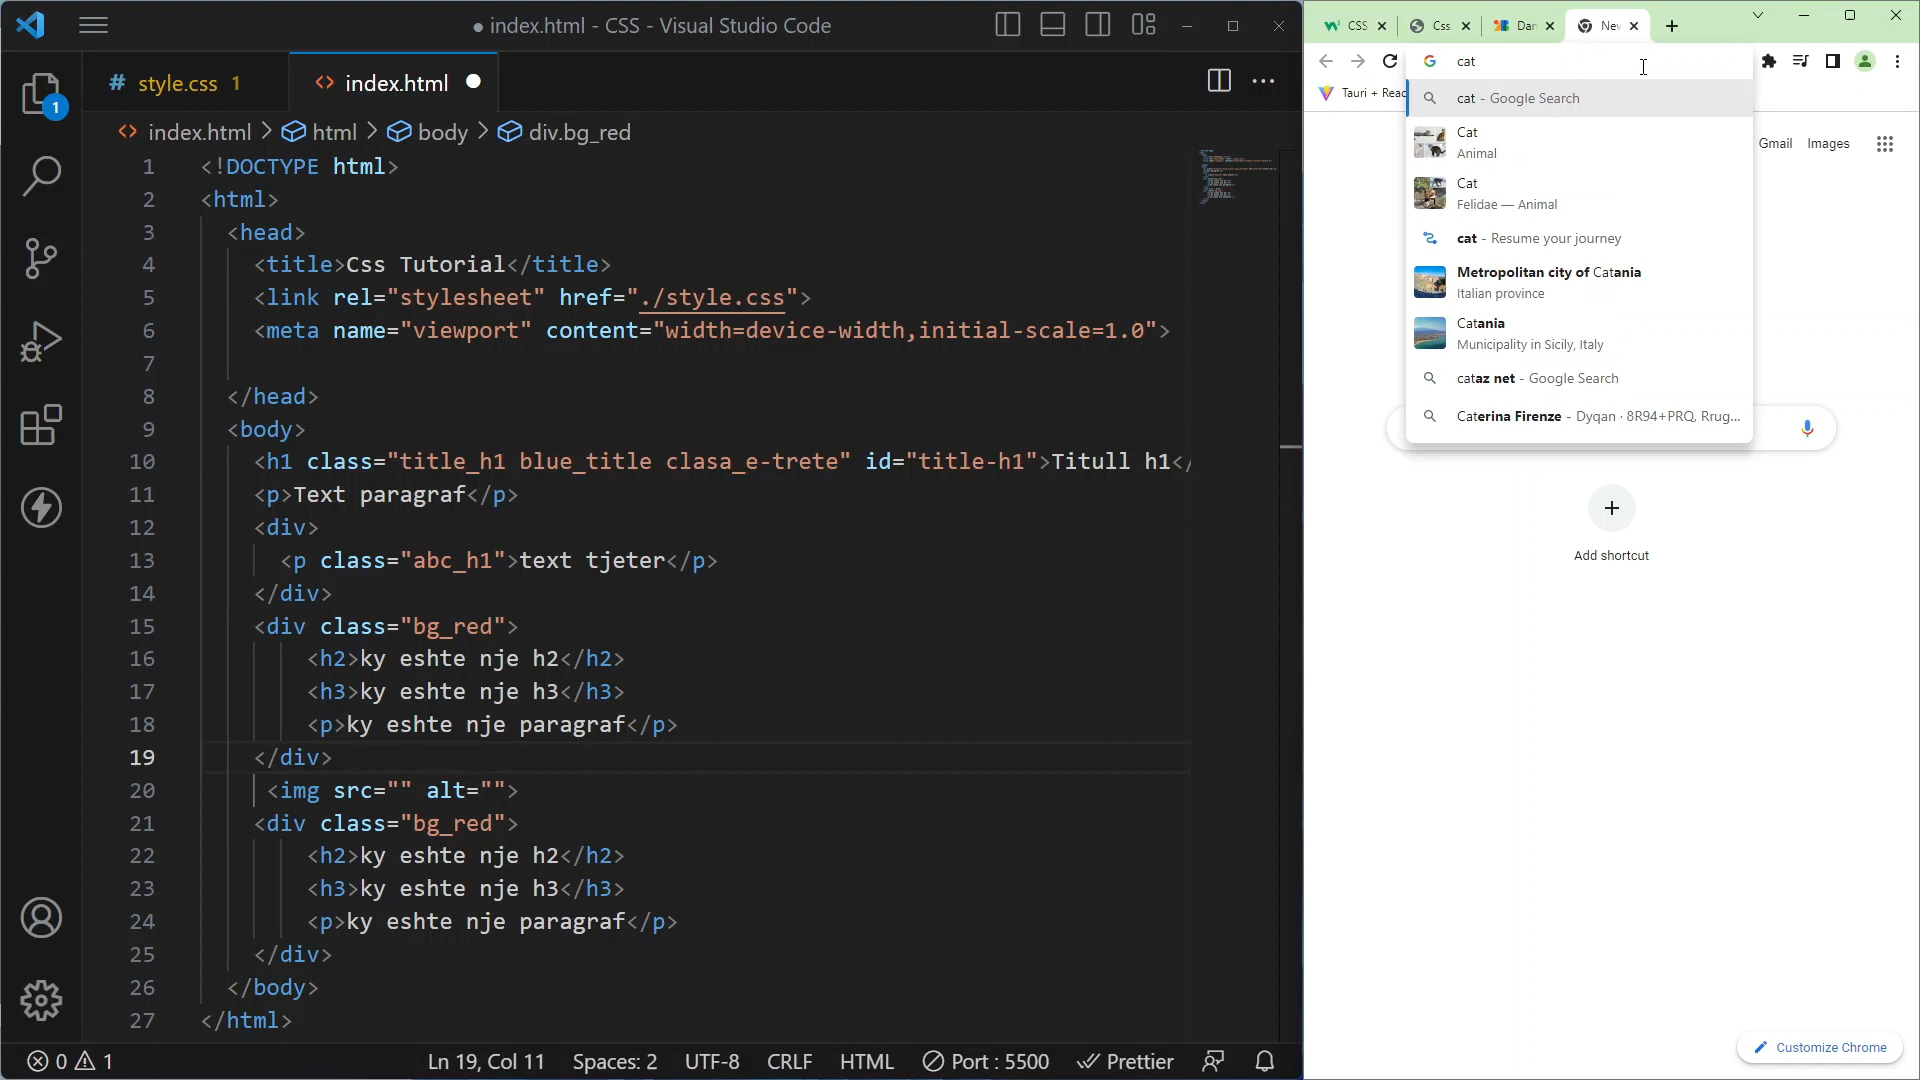 index.html - CSS - Visual Studio Code
# style.css 1
index.html
index.html > html > body > div.bg_red
1 <!DOCTYPE html>
2 <html>
3 <head>
4 <title>Css Tutorial</title>
5 <link rel="stylesheet" href="./style.css">
6 <meta name="viewport" content="width=device-width,initial-scale=1.0">
7
8 </head>
9 <body>
10 <h1 class="title_h1 blue_title clasa_e-trete" id="title-h1">Titull h1</
11 <p>Text paragraf</p>
12 <div>
13 <p class="abc_h1">text tjeter</p>
14 </div>
15 <div class="bg_red">
16 <h2>ky eshte nje h2</h2>
17 <h3>ky eshte nje h3</h3>
18 <p>ky eshte nje paragraf</p>
19 </div>
20 <img src="" alt="">
21 <div class="bg_red">
22 <h2>ky eshte nje h2</h2>
23 <h3>ky eshte nje h3</h3>
24 <p>ky eshte nje paragraf</p>
25 </div>
26 </body>
27 </html>
1
0 1 Ln 19, Col 11 Spaces: 2 UTF-8 CRLF HTML Port : 5500 Prettier
CSS Css Dar New
cat
Tauri + Reac
cat - Google Search
Cat
Animal
Cat
Felidae — Animal
cat - Resume your journey
Metropolitan city of Catania
Italian province
Catania
Municipality in Sicily, Italy
cataz net - Google Search
Caterina Firenze - Dyqan · 8R94+PRQ, Rrug...
Gmail Images
Add shortcut
Customize Chrome